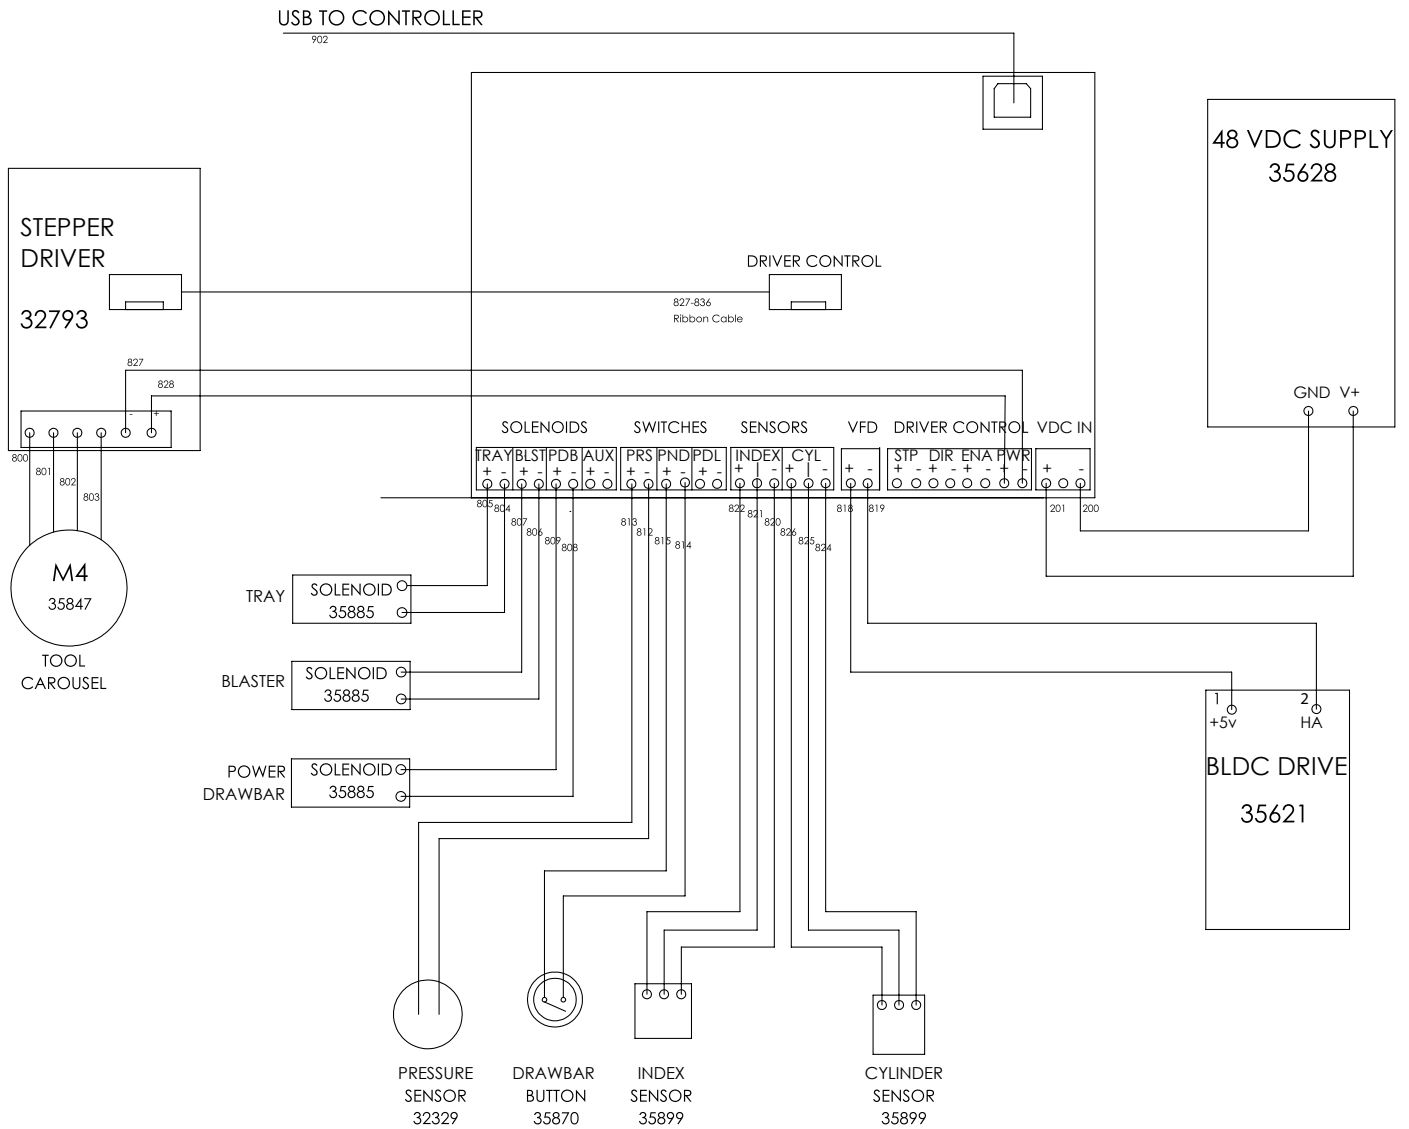 USB TO CONTROLLER
902
48 VDC SUPPLY
35628
GND V+
STEPPER
DRIVER
32793
DRIVER CONTROL
827-836
Ribbon Cable
827
828
- +
SOLENOIDS SWITCHES SENSORS VFD DRIVER CONTROL VDC IN
TRAY BLST PDB AUX PRS PND PDL INDEX CYL STP DIR ENA PWR
+ - + - + - + - + - + - + - + | - + | - + - + - + - + - + - + -
800
801
802
803
805
804
807
806
809
808
-
813
812
815
814
822
821
820
826
825
824
818
819
201
200
M4
35847
TOOL
CAROUSEL
TRAY
SOLENOID
35885
BLASTER
SOLENOID
35885
POWER
DRAWBAR
SOLENOID
35885
1 2
+5v HA
BLDC DRIVE
35621
PRESSURE
SENSOR
32329
DRAWBAR
BUTTON
35870
INDEX
SENSOR
35899
CYLINDER
SENSOR
35899